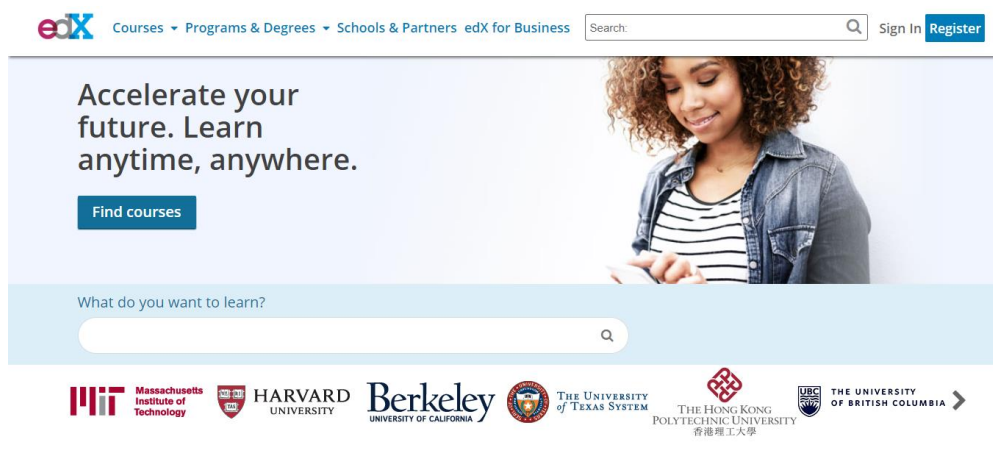 edX
Courses Programs & Degrees Schools & Partners edX for Business Search: Sign In Register
Accelerate your
future. Learn
anytime, anywhere.
Find courses
What do you want to learn?
Massachusetts
Institute of
Technology
HARVARD
UNIVERSITY
Berkeley
UNIVERSITY OF CALIFORNIA
THE UNIVERSITY
of TEXAS SYSTEM
THE HONG KONG
POLYTECHNIC UNIVERSITY
香港理工大學
UBC
THE UNIVERSITY
OF BRITISH COLUMBIA